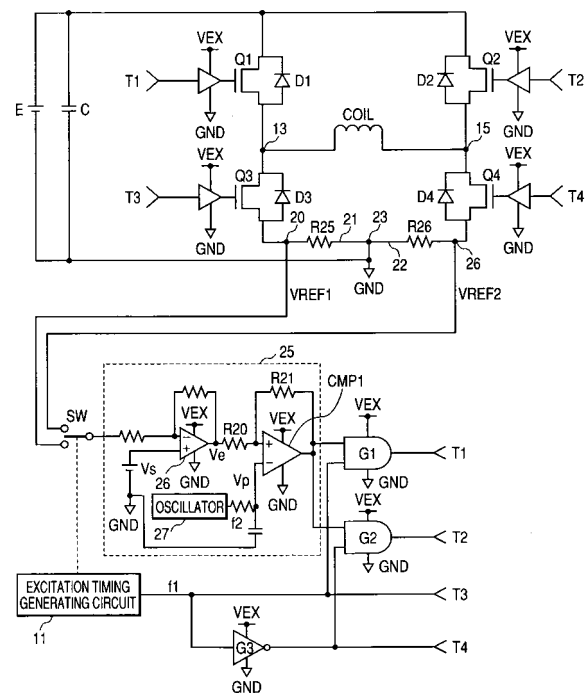 VEX
VEX
Q1
Q2
T1
D1
D2
T2
E
C
GND
GND
COIL
13
15
VEX
VEX
Q3
Q4
T3
D3
D4
T4
GND
20
R25
21
23
R26
GND
22
26
GND
VREF1
VREF2
25
R21
CMP1
SW
VEX
R20
VEX
VEX
Ve
G1
T1
Vs
26
GND
Vp
GND
GND
VEX
GND
OSCILLATOR
27
f2
G2
T2
GND
EXCITATION TIMING
GENERATING CIRCUIT
f1
T3
11
VEX
G3
T4
GND